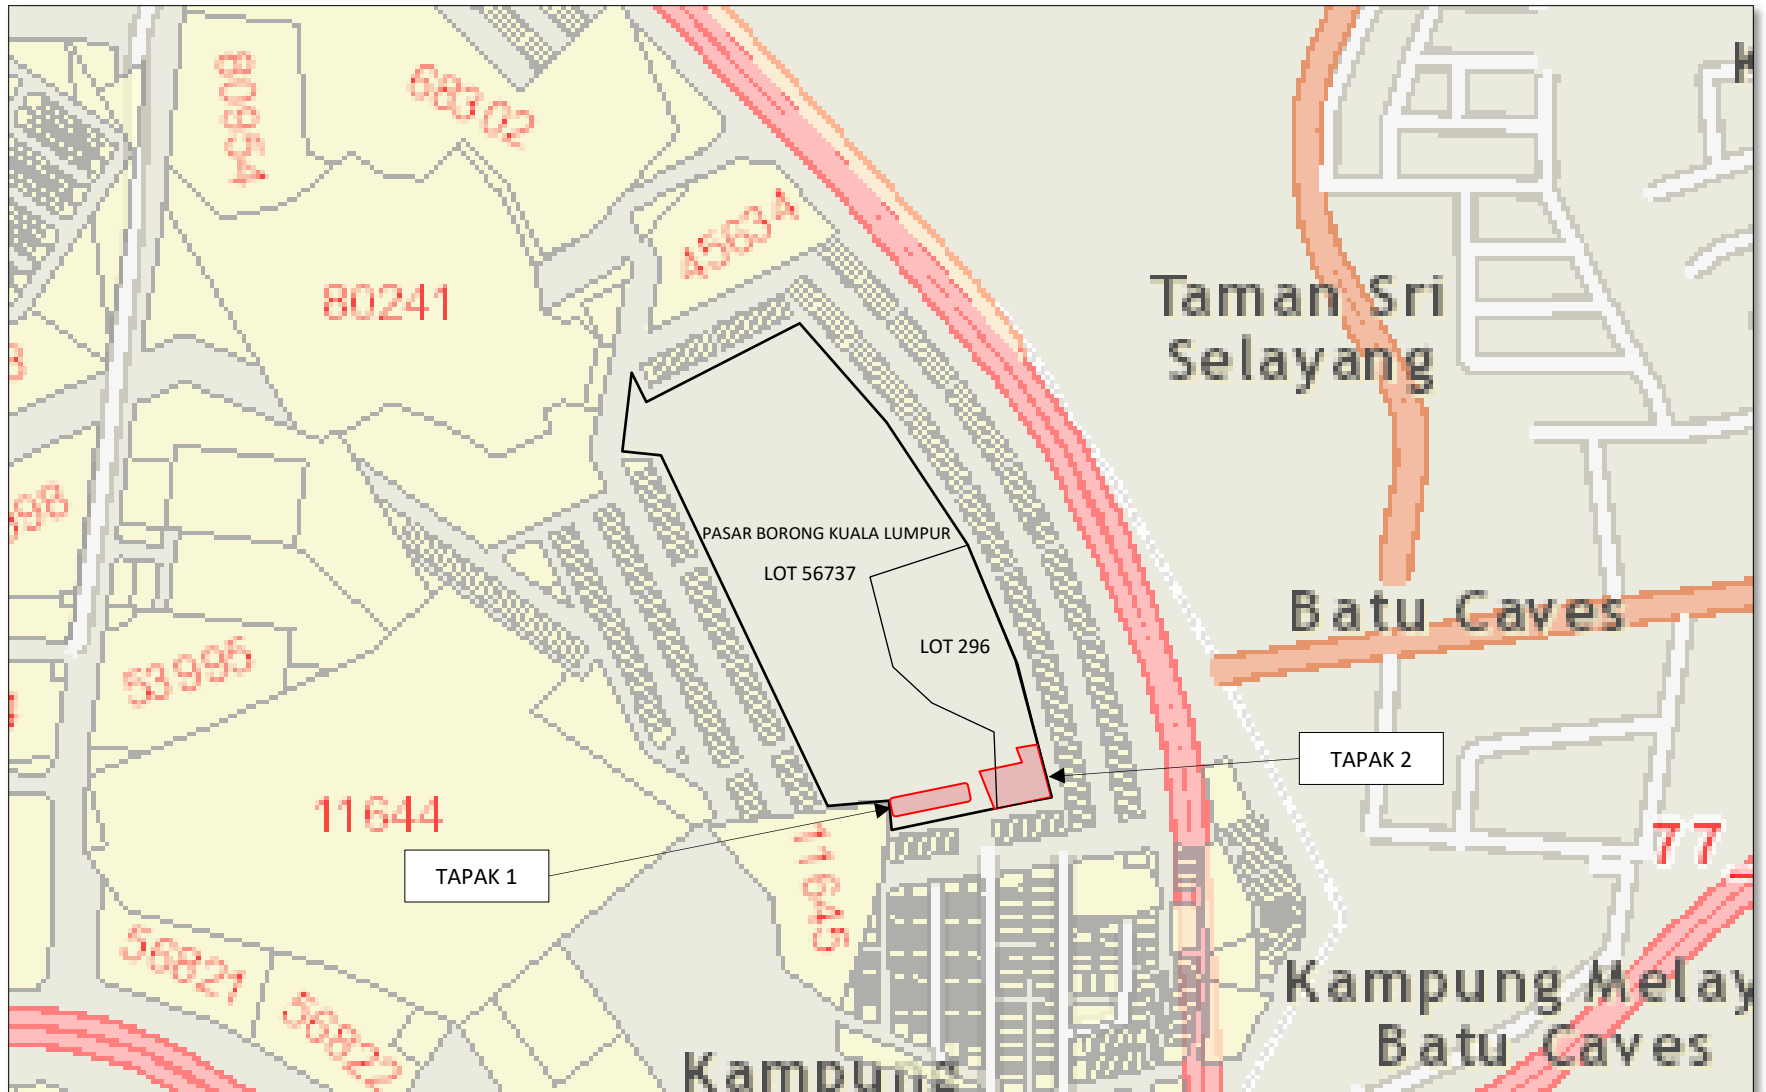 80954
68302
45634
80241
Taman Sri
Selayang
PASAR BORONG KUALA LUMPUR
LOT 56737
LOT 296
Batu Caves
53995
TAPAK 2
11644
TAPAK 1
11645
77
56821
56822
Kampung Melay
Batu Caves
Kampung